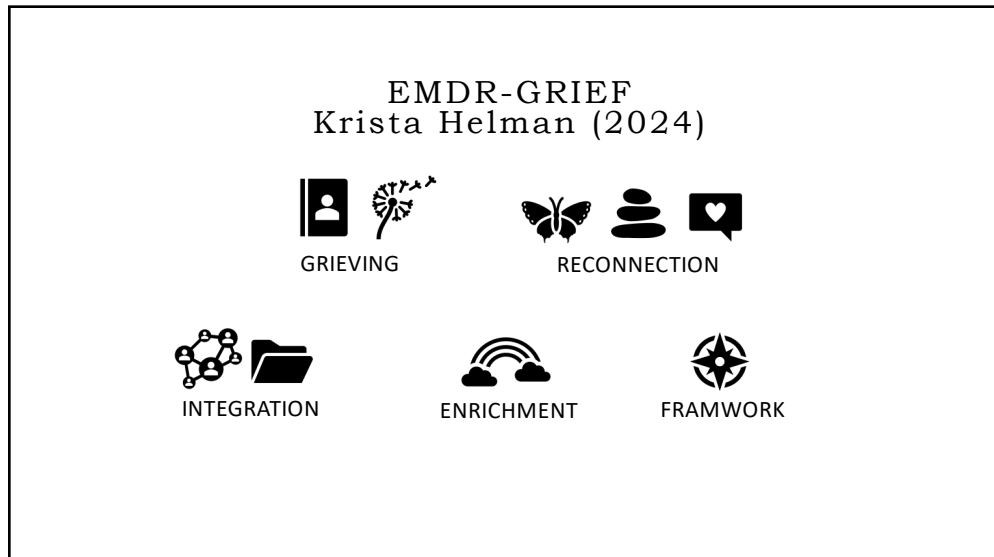 EMDR-GRIEF
Krista Helman (2024)
GRIEVING
RECONNECTION
INTEGRATION
ENRICHMENT
FRAMWORK